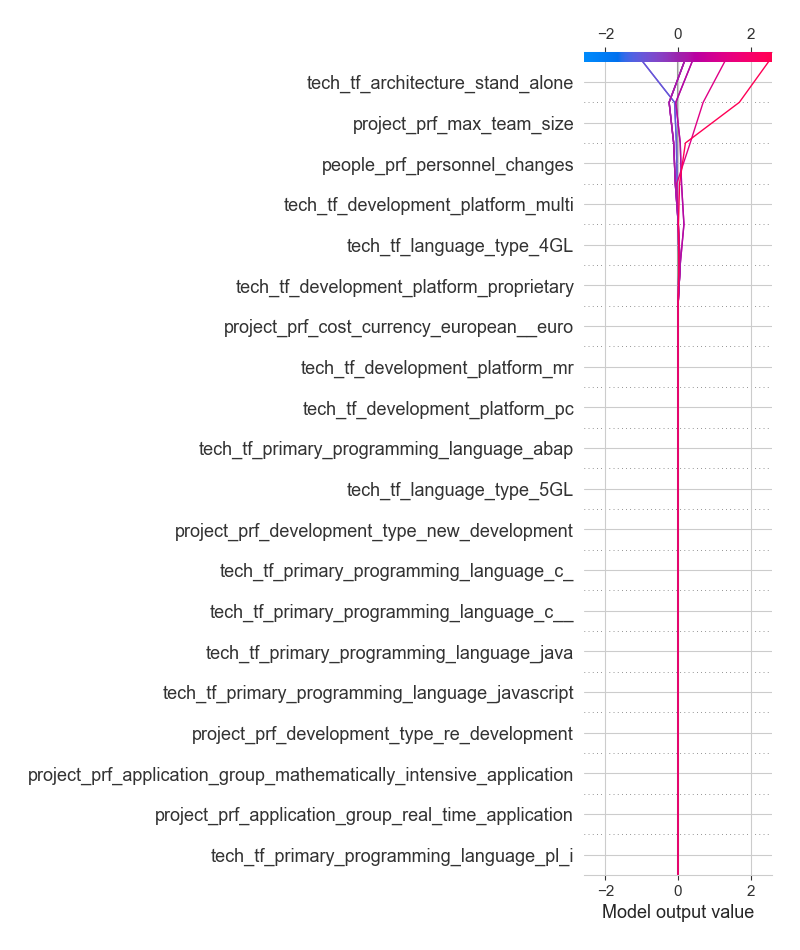 −2 0 2
tech_tf_architecture_stand_alone
project_prf_max_team_size
people_prf_personnel_changes
tech_tf_development_platform_multi
tech_tf_language_type_4GL
tech_tf_development_platform_proprietary
project_prf_cost_currency_european__euro
tech_tf_development_platform_mr
tech_tf_development_platform_pc
tech_tf_primary_programming_language_abap
tech_tf_language_type_5GL
project_prf_development_type_new_development
tech_tf_primary_programming_language_c_
tech_tf_primary_programming_language_c__
tech_tf_primary_programming_language_java
tech_tf_primary_programming_language_javascript
project_prf_development_type_re_development
project_prf_application_group_mathematically_intensive_application
project_prf_application_group_real_time_application
tech_tf_primary_programming_language_pl_i
−2 0 2
Model output value